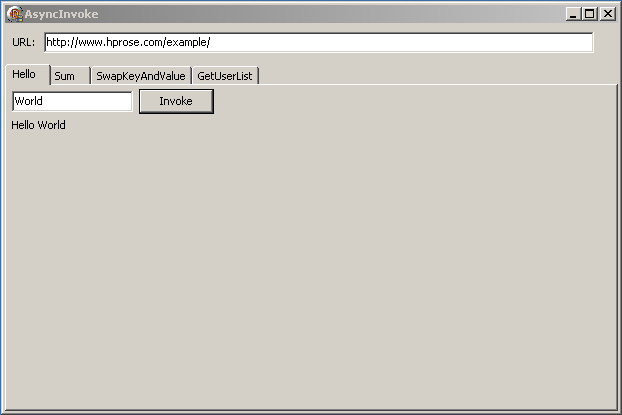 AsyncInvoke
URL: http://www.hprose.com/example/
Hello Sum SwapKeyAndValue GetUserList
World Invoke
Hello World